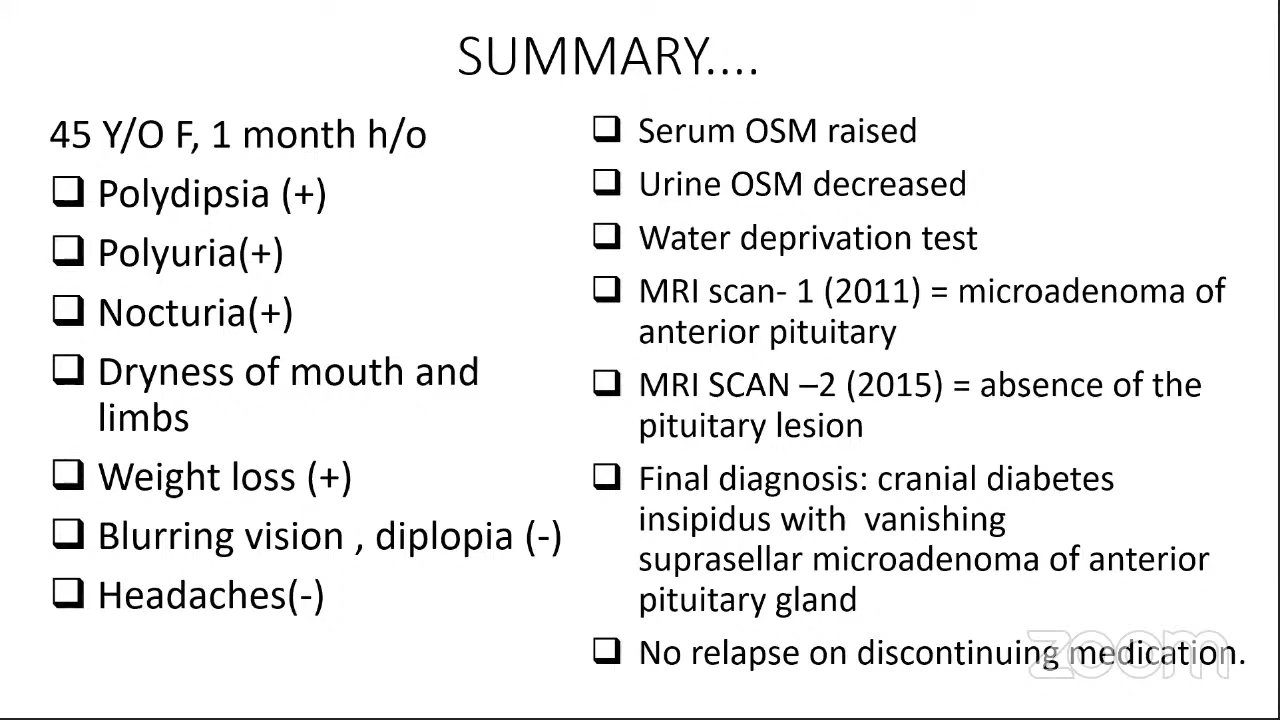 SUMMARY....
45 Y/O F, 1 month h/o
Polydipsia (+)
Polyuria(+)
Nocturia(+)
Dryness of mouth and
limbs
Weight loss (+)
Blurring vision , diplopia (-)
Headaches(-)
Serum OSM raised
Urine OSM decreased
Water deprivation test
MRI scan- 1 (2011) = microadenoma of
anterior pituitary
MRI SCAN –2 (2015) = absence of the
pituitary lesion
Final diagnosis: cranial diabetes
insipidus with  vanishing
suprasellar microadenoma of anterior
pituitary gland
No relapse on discontinuing medication.
zoom